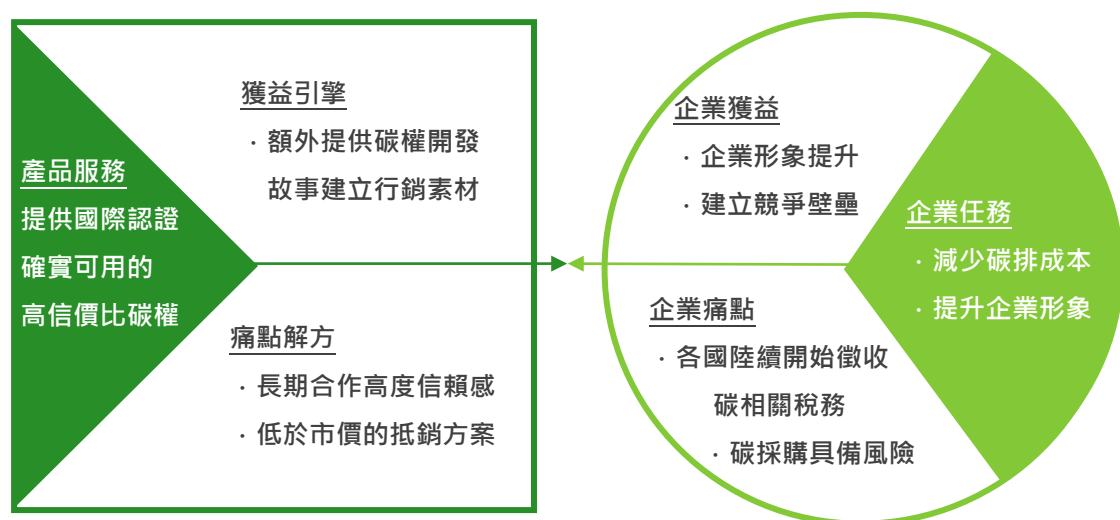 產品服務
提供國際認證
確實可用的
高信價比碳權
獲益引擎
· 額外提供碳權開發
故事建立行銷素材
痛點解方
· 長期合作高度信賴感
· 低於市價的抵銷方案
企業獲益
· 企業形象提升
· 建立競爭壁壘
企業痛點
· 各國陸續開始徵收
碳相關稅務
· 碳採購具備風險
企業任務
· 減少碳排成本
· 提升企業形象